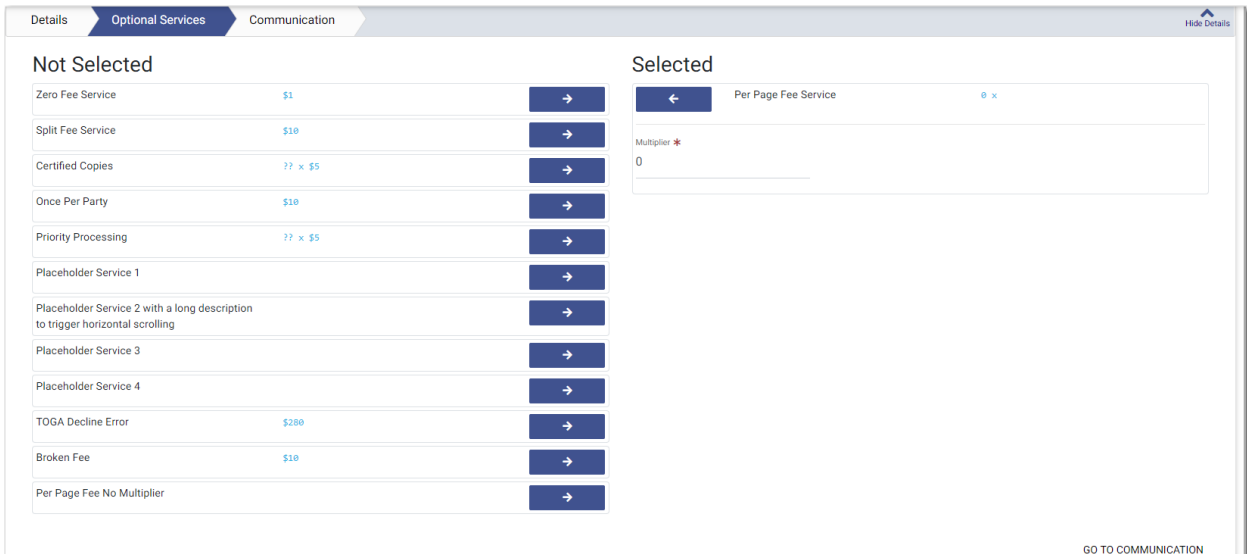 Details
Optional Services
Communication
Hide Details
Not Selected
Zero Fee Service $1
Split Fee Service $10
Certified Copies ?? x $5
Once Per Party $10
Priority Processing ?? x $5
Placeholder Service 1
Placeholder Service 2 with a long description
to trigger horizontal scrolling
Placeholder Service 3
Placeholder Service 4
TOGA Decline Error $280
Broken Fee $10
Per Page Fee No Multiplier
Selected
Per Page Fee Service 0 x
Multiplier *
0
GO TO COMMUNICATION